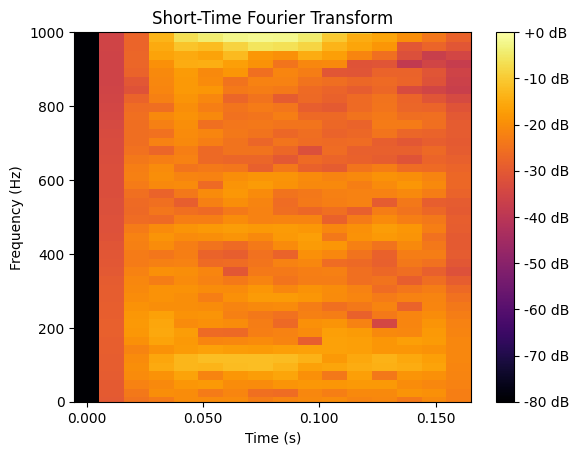 Short-Time Fourier Transform
1000
800
600
400
200
0
Frequency (Hz)
0.000
0.050
0.100
0.150
Time (s)
+0 dB
-10 dB
-20 dB
-30 dB
-40 dB
-50 dB
-60 dB
-70 dB
-80 dB